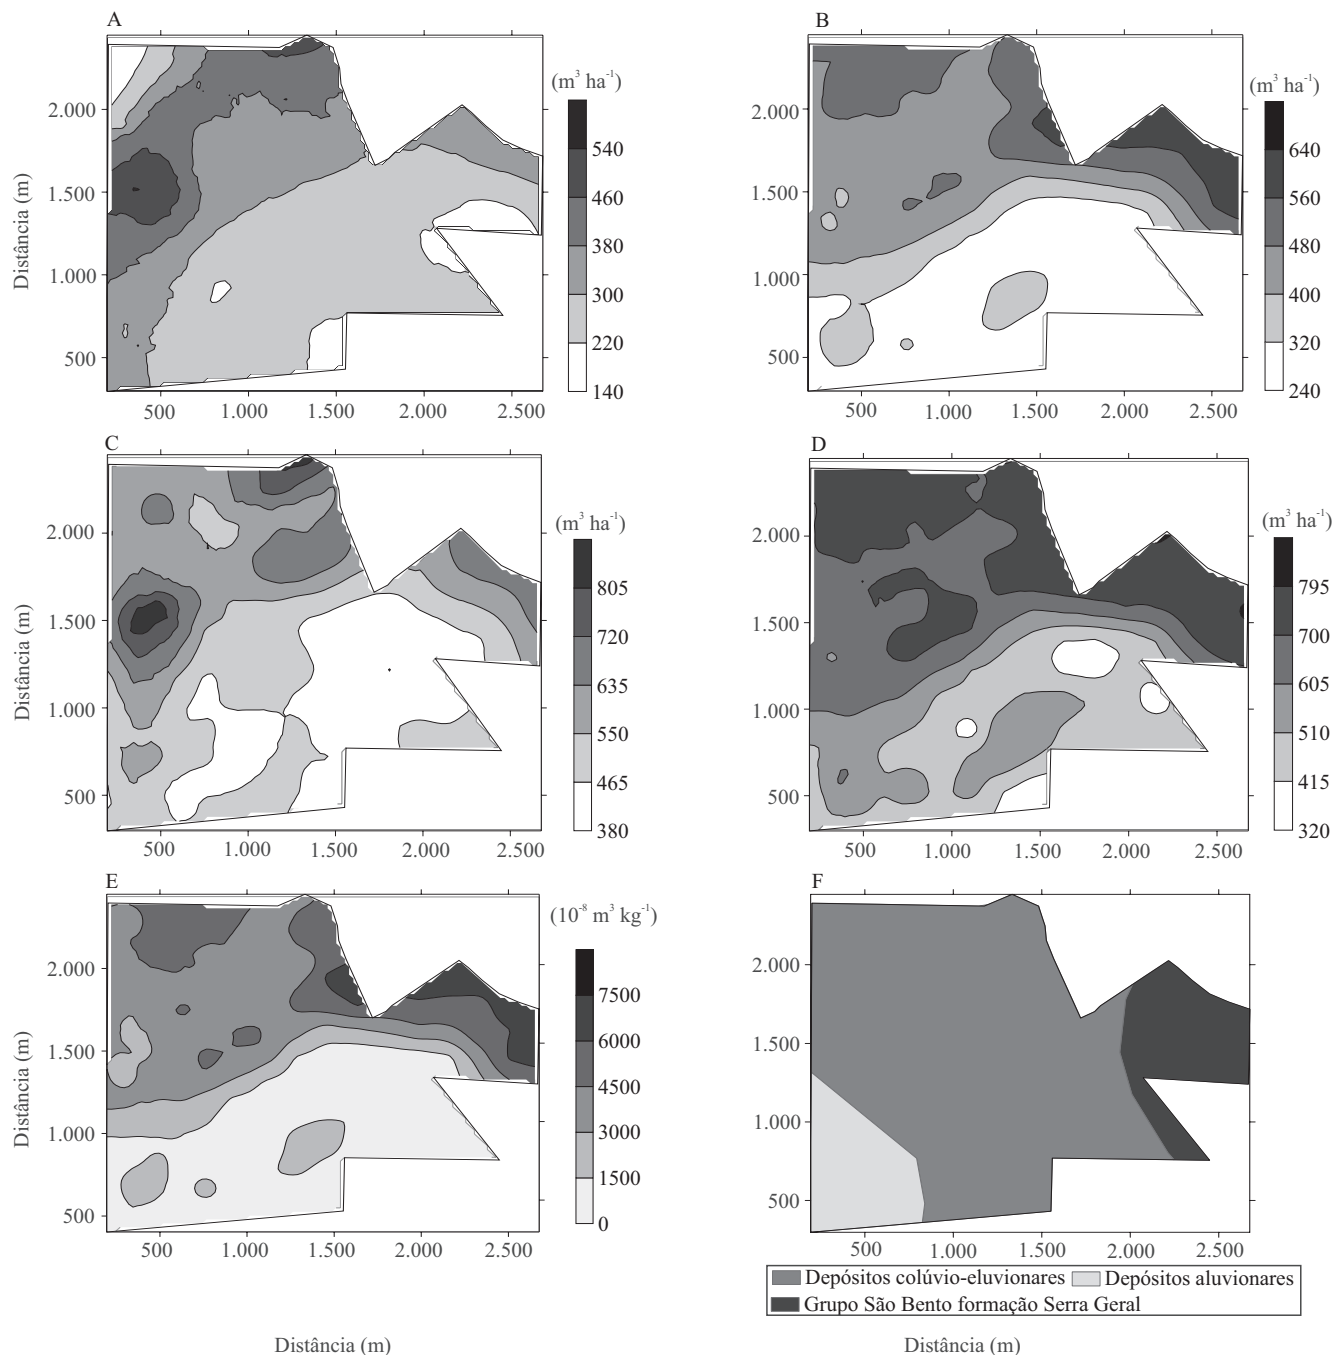 A
B
(m³ ha⁻¹)
(m³ ha⁻¹)
2.000
1.500
1.000
500
Distância (m)
540
460
380
300
220
140
500 1.000 1.500 2.000 2.500
2.000
1.500
1.000
500
640
560
480
400
320
240
500 1.000 1.500 2.000 2.500
C
D
(m³ ha⁻¹)
(m³ ha⁻¹)
2.000
1.500
1.000
500
Distância (m)
805
720
635
550
465
380
500 1.000 1.500 2.000 2.500
2.000
1.500
1.000
500
795
700
605
510
415
320
500 1.000 1.500 2.000 2.500
E
F
(10⁻⁸ m³ kg⁻¹)
2.000
1.500
1.000
500
Distância (m)
7500
6000
4500
3000
1500
0
500 1.000 1.500 2.000 2.500
2.000
1.500
1.000
500
500 1.000 1.500 2.000 2.500
Depósitos colúvio-eluvionares Depósitos aluvionares
Grupo São Bento formação Serra Geral
Distância (m)
Distância (m)